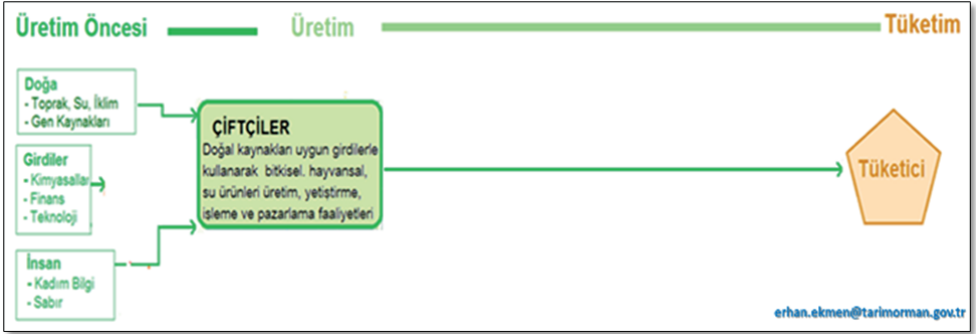 Üretim Öncesi
Üretim
Tüketim
Doğa
- Toprak, Su, İklim
- Gen Kaynakları
Girdiler
- Kimyasallar
- Finans
- Teknoloji
İnsan
- Kadım Bilgi
- Sabır
ÇİFTÇİLER
Doğal kaynakları uygun girdilerle
kullanarak bitkisel. hayvansal,
su ürünleri üretim, yetiştirme,
işleme ve pazarlama faaliyetleri
Tüketici
erhan.ekmen@tarimorman.gov.tr